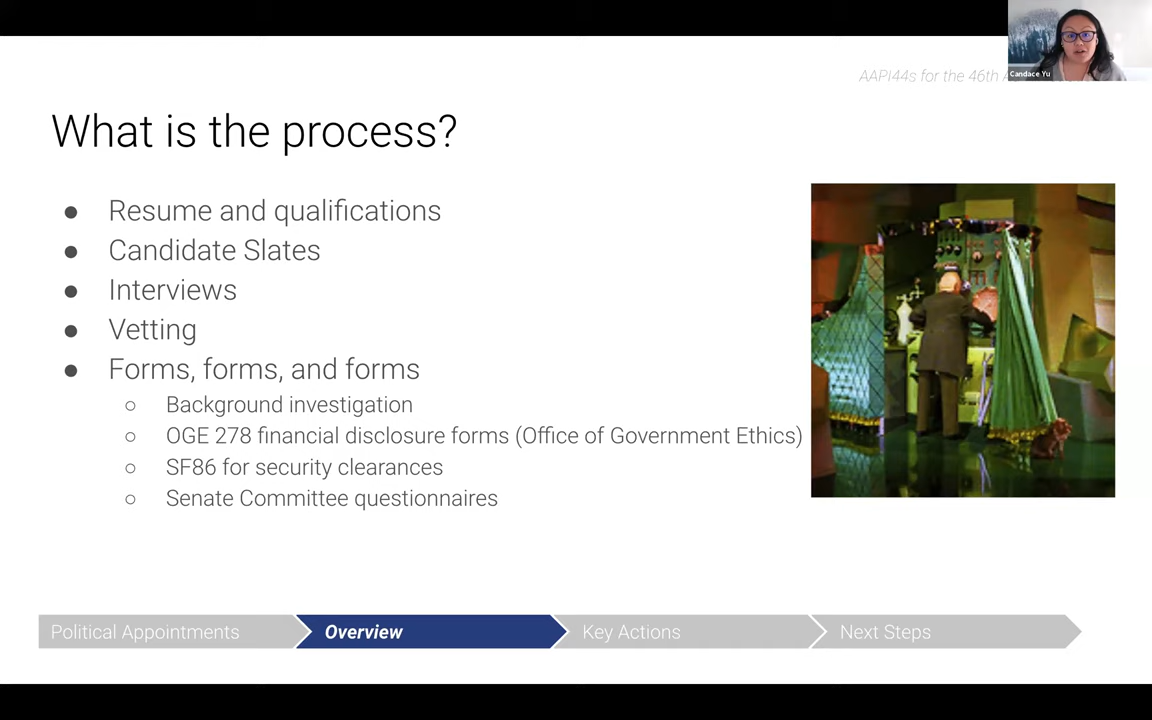 AAPI44s for the 46th
Candace Yu
What is the process?
● Resume and qualifications
● Candidate Slates
● Interviews
● Vetting
● Forms, forms, and forms
○ Background investigation
○ OGE 278 financial disclosure forms (Office of Government Ethics)
○ SF86 for security clearances
○ Senate Committee questionnaires
Political Appointments
Overview
Key Actions
Next Steps